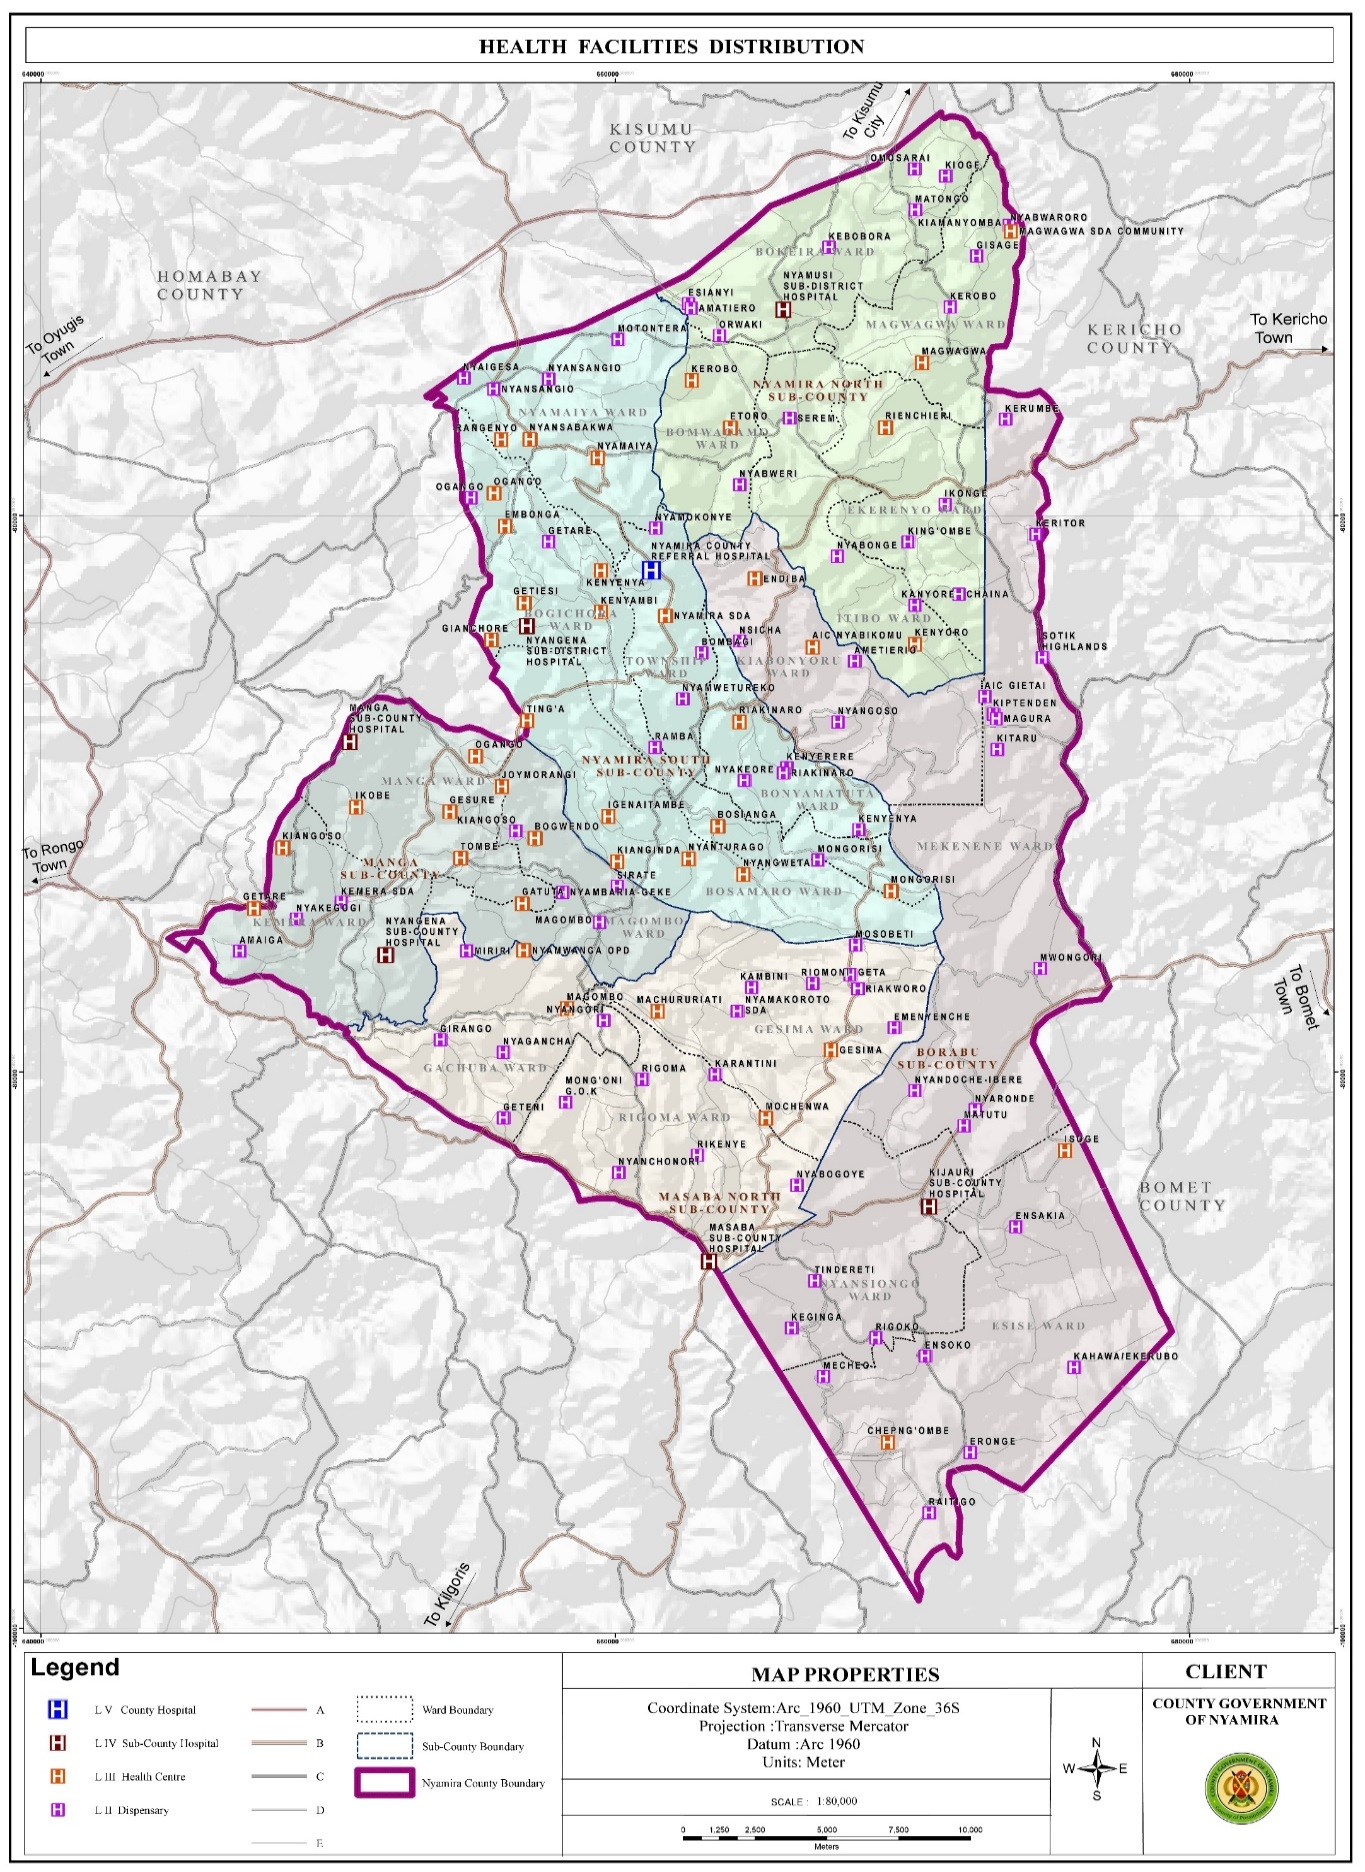 HEALTH FACILITIES DISTRIBUTION
640000
660000
680000
To Kisumu
City
KISUMU
COUNTY
OMOSARAI
KIOGE
MATONGO
KIAMANYOMBA
NYABWARORO
MAGWAGWA SDA COMMUNITY
KEBOBORA
BOKEIRA WARD
GISAGE
HOMABAY
COUNTY
NYAMUSI
SUB-DISTRICT
HOSPITAL
ESIANYI
AMATIERO
KEROBO
To Oyugis
Town
MOTONTERA
ORWAKI
MAGWAGWA WARD
KERICHO
COUNTY
To Kericho
Town
NYAIGESA
NYANSANGIO
NYANSANGIO
KEROBO
MAGWAGWA
NYAMIRA NORTH
SUB-COUNTY
NYAMAIYA WARD
ETONO
SEREM
RIENCHIERI
KERUMBE
RANGENYO
NYANSABAKWA
BOMWAGAMO
WARD
NYAMAIYA
NYABWERI
OGANGO
OGANGO
IKONGE
EKERENYO WARD
EMBONGA
GETARE
NYAMOKONYE
KERITOR
NYAMIRA COUNTY
REFERRAL HOSPITAL
NYABONGE
KING'OMBE
KENYENYA
ENDIBA
GETIESI
KENYAMBI
KANYORE
CHAINA
BOGICHORA
WARD
NYAMIRA SDA
ITIBO WARD
GIANCHORE
NYANGENA
SUB-DISTRICT
HOSPITAL
BOMBAGI
NSICHA
AIC NYABIKOMU
KENYORO
AMETIERIO
SOTIK
HIGHLANDS
TOWNSHIP
WARD
KIABONYORU
WARD
NYAMWETUREKO
AIC GIETAI
KIPTENDEN
MAGURA
MANGA
SUB-COUNTY
HOSPITAL
TING'A
RIAKINARO
NYANGOSO
KITARU
OGANGO
RAMBA
NYAMIRA SOUTH
SUB-COUNTY
KENYERERE
NYAKEORE
RIAKINARO
MANGA WARD
JOYMORANGI
BONYAMATUTA
WARD
IKOBE
GESURE
KIANGOSO
IGENAITAMBE
BOSIANGA
KENYENYA
BOGWENDO
KIANGOSO
MEKENENE WARD
To Rongo
Town
TOMBE
MANGA
SUB-COUNTY
KIANGINDA
NYANTURAGO
NYANGWETA
MONGORISI
SIRATE
MONGORISI
BOSAMARO WARD
GETARE
KEMERA SDA
NYAKEGOGI
GATUTA
NYAMBARIA-GEKE
KEMERA WARD
MAGOMBO
MAGOMBO
WARD
NYANGENA
SUB-COUNTY
HOSPITAL
AMAIGA
MIRIRI
NYAMWANGA OPD
MOSOBETI
MWONGORI
KAMBINI
RIOMONTI
GETA
RIAKWORO
To Bomet
Town
MAGOMBO
NYANGORI
MACHURURIATI
NYAMAKOROTO
SDA
GIRANGO
NYAGANCHA
GESIMA WARD
EMENYENCHE
GESIMA
GACHUBA WARD
BORABU
SUB-COUNTY
MONG'ONI
G.O.K
RIGOMA
KARANTINI
NYANDOCHE-IBERE
NYARONDE
MATUTU
GETENI
RIGOMA WARD
MOCHENWA
ISOGE
RIKENYE
NYANCHONORI
NYABOGOYE
KIJAURI
SUB-COUNTY
HOSPITAL
BOMET
COUNTY
MASABA NORTH
SUB-COUNTY
ENSAKIA
MASABA
SUB-COUNTY
HOSPITAL
TINDERETI
NYANSIONGO
WARD
KEGINGA
RIGOKO
ESISE WARD
ENSOKO
MECHEO
KAHAWA/EKERUBO
CHEPNG'OMBE
ERONGE
RAITIGO
To Kilgoris
640000
660000
680000
Legend
L V County Hospital
L IV Sub-County Hospital
L III Health Centre
L II Dispensary
A
B
C
D
E
Ward Boundary
Sub-County Boundary
Nyamira County Boundary
MAP PROPERTIES
Coordinate System:Arc_1960_UTM_Zone_36S
Projection :Transverse Mercator
Datum :Arc 1960
Units: Meter
SCALE : 1:80,000
0 1,250 2,500 5,000 7,500 10,000
Meters
N
W E
S
CLIENT
COUNTY GOVERNMENT
OF NYAMIRA